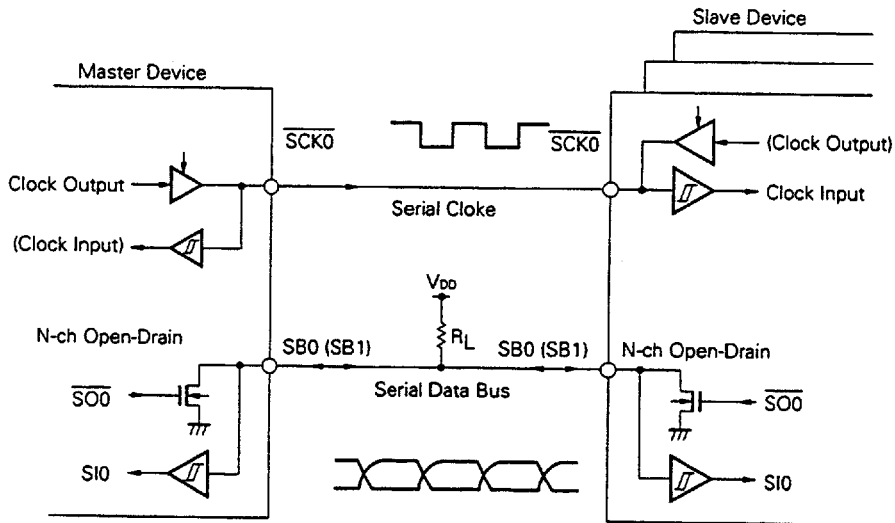 Slave Device
Master Device
SCK0
SCK0
(Clock Output)
Clock Output
Clock Input
Serial Cloke
(Clock Input)
VDD
RL
N-ch Open-Drain
SB0 (SB1)
SB0 (SB1)
N-ch Open-Drain
Serial Data Bus
SO0
SO0
SI0
SI0